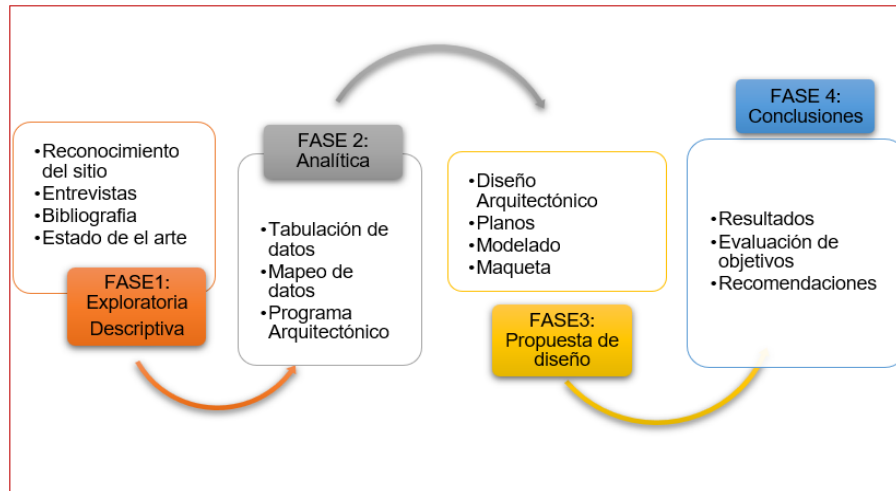 •Reconocimiento
del sitio
•Entrevistas
•Bibliografia
•Estado de el arte
FASE1:
Exploratoria
Descriptiva
FASE 2:
Analítica
•Tabulación de
datos
•Mapeo de
datos
•Programa
Arquitectónico
•Diseño
Arquitectónico
•Planos
•Modelado
•Maqueta
FASE3:
Propuesta de
diseño
FASE 4:
Conclusiones
•Resultados
•Evaluación de
objetivos
•Recomendaciones